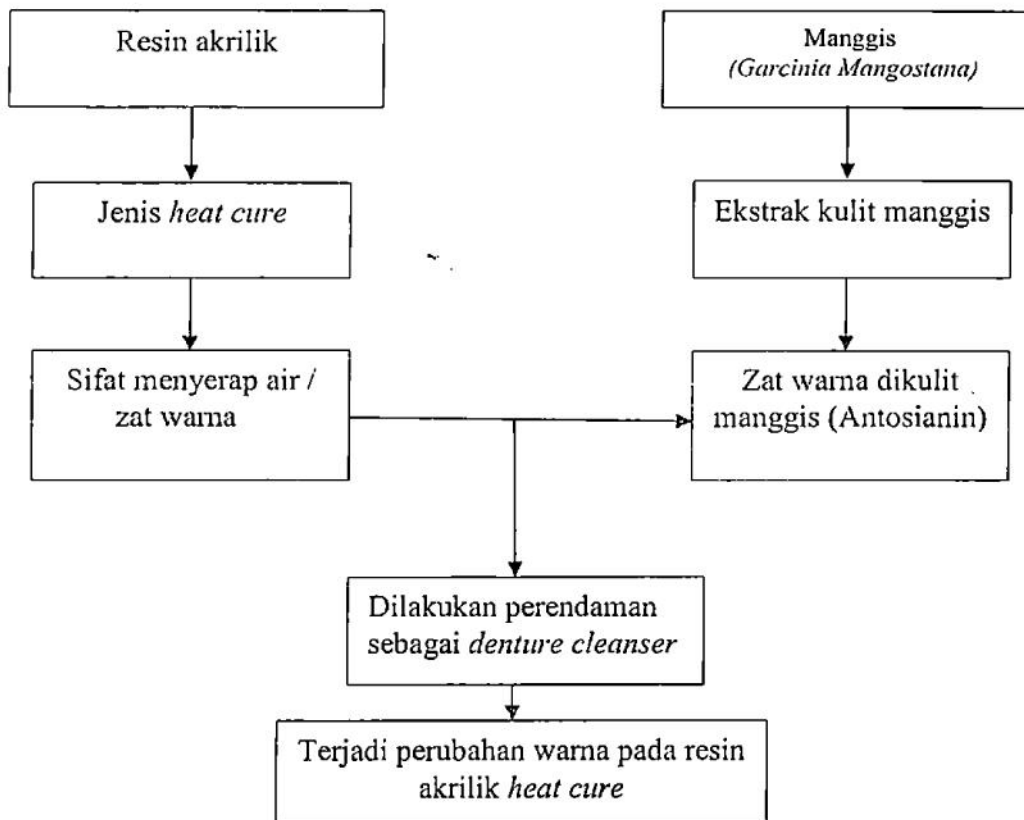 Resin akrilik
Manggis
(Garcinia Mangostana)
Jenis heat cure
Ekstrak kulit manggis
Sifat menyerap air /
zat warna
Zat warna dikulit
manggis (Antosianin)
Dilakukan perendaman
sebagai denture cleanser
Terjadi perubahan warna pada resin
akrilik heat cure